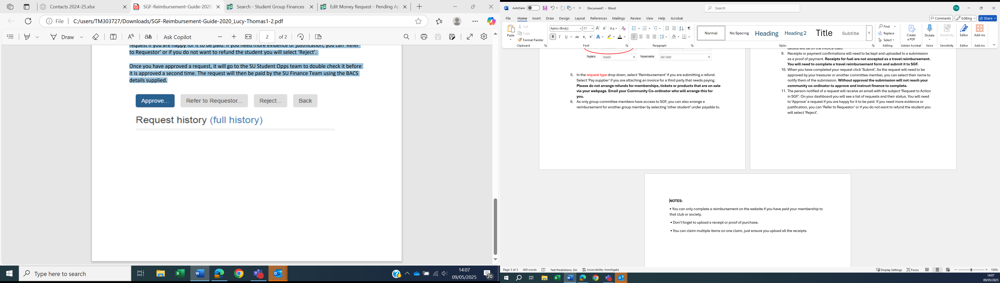 Contacts 2024-25.xlsx
SGF-Reimbursement-Guide-2020
Search - Student Group Finances
Edit Money Request - Pending Ap
File
C:/users/TM303727/Downloads/SGF-Reimbursement-Guide-2020_Lucy-Thomas1-2.pdf
Draw
Ask Copilot
2 of 2
request if you are happy for it to be paid. If you need more evidence or justification, you can 'Refer
to Requestor' or if you do not want to refund the student you will select 'Reject'.
Once you have approved a request, it will go to the SU Student Opps team to double check it before
it is approved a second time. The request will then be paid by the SU Finance Team using the BACS
details supplied.
Approve... Refer to Requestor... Reject... Back
Request history (full history)
Type here to search
14:07
09/05/2025
20
AutoSave
Document1 - Word
Search
TM
File Home Insert Draw Design Layout References Mailings Review View Help Acrobat
Comments Editing Share
Paste
Cut
Copy
Format Painter
Aptos (Body) 11
Normal No Spacing Heading Heading 2 Title Subtitle
Find
Replace
Select
Create
a PDF
Dictate
Sensitivity
Editor
Add-ins
Clipboard Font Paragraph Styles Editing Adobe Acrobat Voice Sensitivity Editor Add-ins
Payable to Requester Payment method Bank Transfer
5. In the request type drop down, select 'Reimbursement' if you are submitting a refund.
Select 'Pay supplier' if you are attaching an invoice for a third party that needs paying.
Please do not arrange refunds for memberships, tickets or products that are on sale
via your webpage. Email your Community Co-ordinator who will arrange this for
you.
6. As only group committee members have access to SGF, you can also arrange a
reimbursement for another group member by selecting 'other student' under payable to.
details will be on the invoice itself.
9. Receipts or payment confirmations will need to be kept and uploaded to a submission
as a proof of payment. Receipts for fuel are not accepted as a travel reimbursement.
You will need to complete a travel reimbursement form and submit it to SGF.
10. When you have completed your request click 'Submit'. As the request will need to be
approved by your treasurer or another committee member, you can select their name to
notify them of the submission. Without approval the submission will not reach your
community co-ordinator to approve and instruct finance to complete.
11. The person notified of a request will receive an email with the subject 'Request to Action
in SGF'. On your dashboard you will see a list of requests and their status. You will need
to 'Approve' a request if you are happy for it to be paid. If you need more evidence or
justification, you can 'Refer to Requestor' or if you do not want to refund the student you
will select 'Reject'.
NOTES:
• You can only complete a reimbursement on the website if you have paid your membership to
that club or society.
• Don't forget to upload a receipt or proof of purchase.
• You can claim multiple items on one claim, just ensure you upload all the receipts.
Page 3 of 3 469 words Text Predictions: On Accessibility: Investigate
Display Settings Focus 100%
14:07
09/05/2025